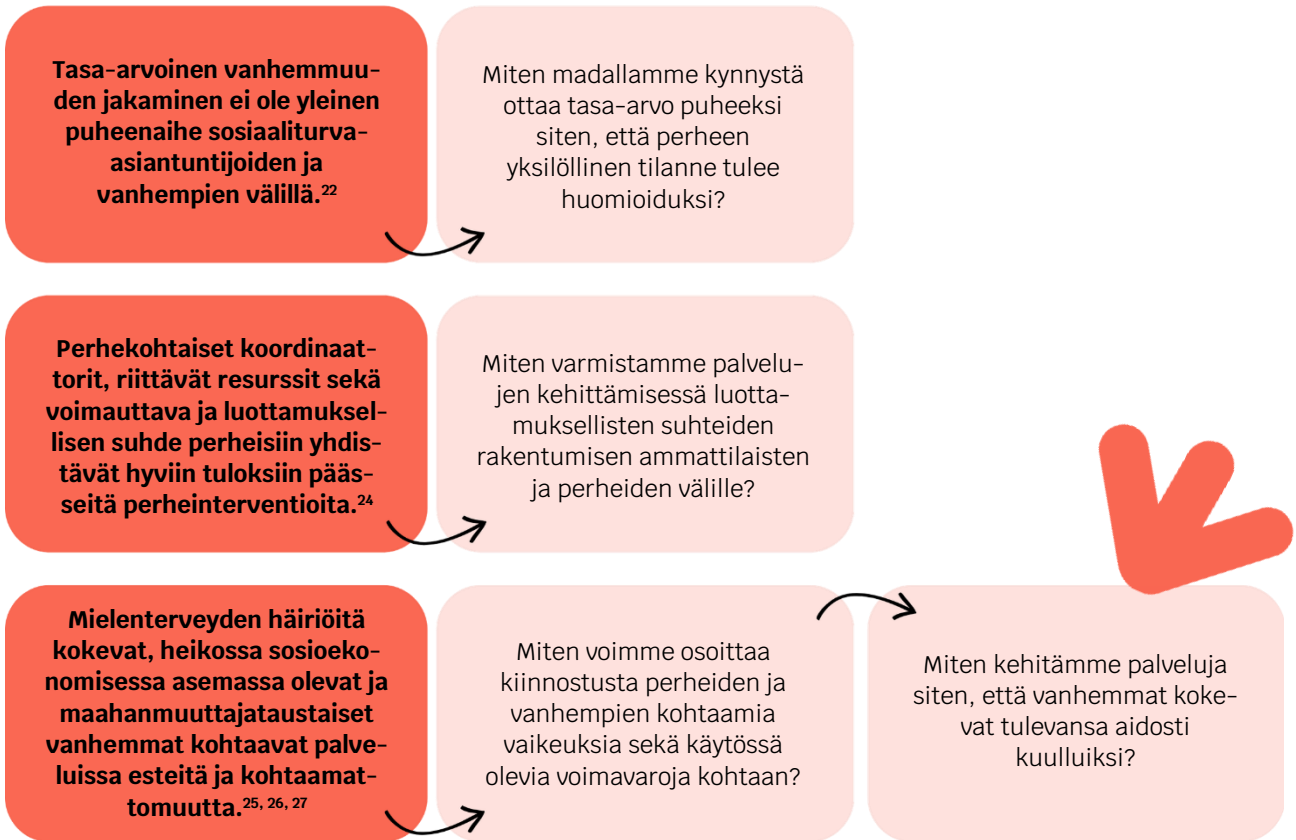 Tasa-arvoinen vanhemmuu-
den jakaminen ei ole yleinen
puheenaihe sosiaaliturva-
asiantuntijoiden ja
vanhempien välillä.²²
Miten madallamme kynnystä
ottaa tasa-arvo puheeksi
siten, että perheen
yksilöllinen tilanne tulee
huomioiduksi?
Perhekohtaiset koordinaat-
torit, riittävät resurssit sekä
voimauttava ja luottamuksel-
lisen suhde perheisiin yhdis-
tävät hyviin tuloksiin pääs-
seitä perheinterventioita.²⁴
Miten varmistamme palvelu-
jen kehittämisessä luotta-
muksellisten suhteiden
rakentumisen ammattilaisten
ja perheiden välille?
Mielenterveyden häiriöitä
kokevat, heikossa sosioeko-
nomisessa asemassa olevat ja
maahanmuuttajataustaiset
vanhemmat kohtaavat palve-
luissa esteitä ja kohtaamat-
tomuutta.²⁵, ²⁶, ²⁷
Miten voimme osoittaa
kiinnostusta perheiden ja
vanhempien kohtaamia
vaikeuksia sekä käytössä
olevia voimavaroja kohtaan?
Miten kehitämme palveluja
siten, että vanhemmat koke-
vat tulevansa aidosti
kuulluiksi?